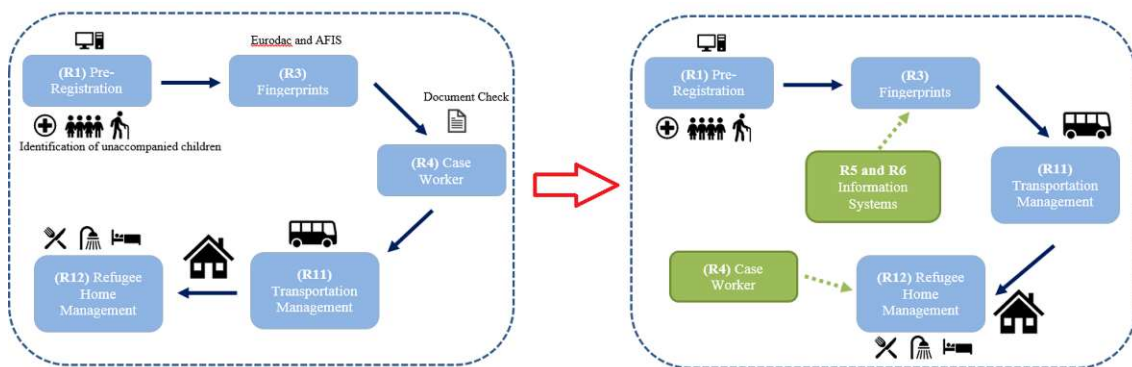 Eurodac and AFIS
(R1) Pre-
Registration
(R3)
Fingerprints
Document Check
Identification of unaccompanied children
(R4) Case
Worker
(R12) Refugee
Home
Management
(R11)
Transportation
Management
(R1) Pre-
Registration
(R3)
Fingerprints
R5 and R6
Information
Systems
(R11)
Transportation
Management
(R4) Case
Worker
(R12) Refugee
Home
Management